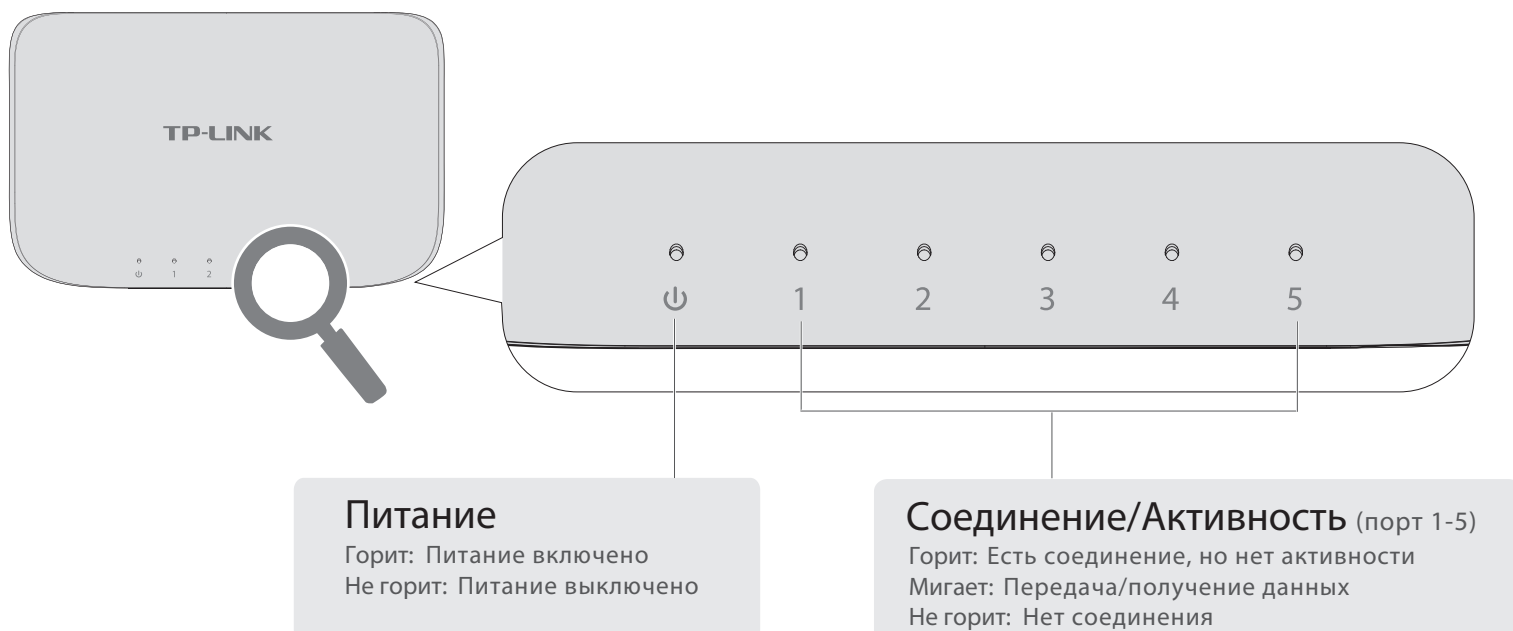 TP-LINK
1 2
1 2 3 4 5
Питание
Горит: Питание включено
Не горит: Питание выключено
Соединение/Активность (порт 1-5)
Горит: Есть соединение, но нет активности
Мигает: Передача/получение данных
Не горит: Нет соединения